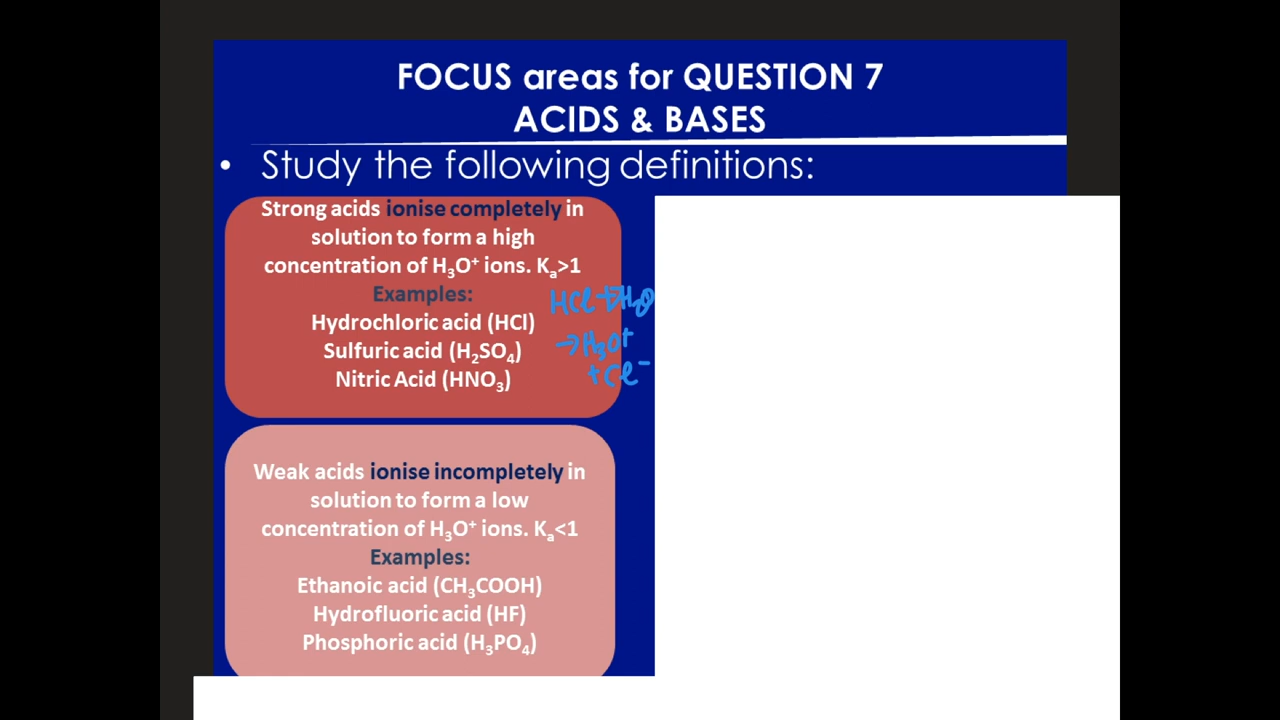 FOCUS areas for QUESTION 7
ACIDS & BASES
• Study the following definitions:
Strong acids ionise completely in
solution to form a high
concentration of H₃O⁺ ions. Kₐ>1
Examples:
Hydrochloric acid (HCl)
Sulfuric acid (H₂SO₄)
Nitric Acid (HNO₃)
HCl + H₂O
→ H₃O⁺
+ Cl⁻
Weak acids ionise incompletely in
solution to form a low
concentration of H₃O⁺ ions. Kₐ<1
Examples:
Ethanoic acid (CH₃COOH)
Hydrofluoric acid (HF)
Phosphoric acid (H₃PO₄)